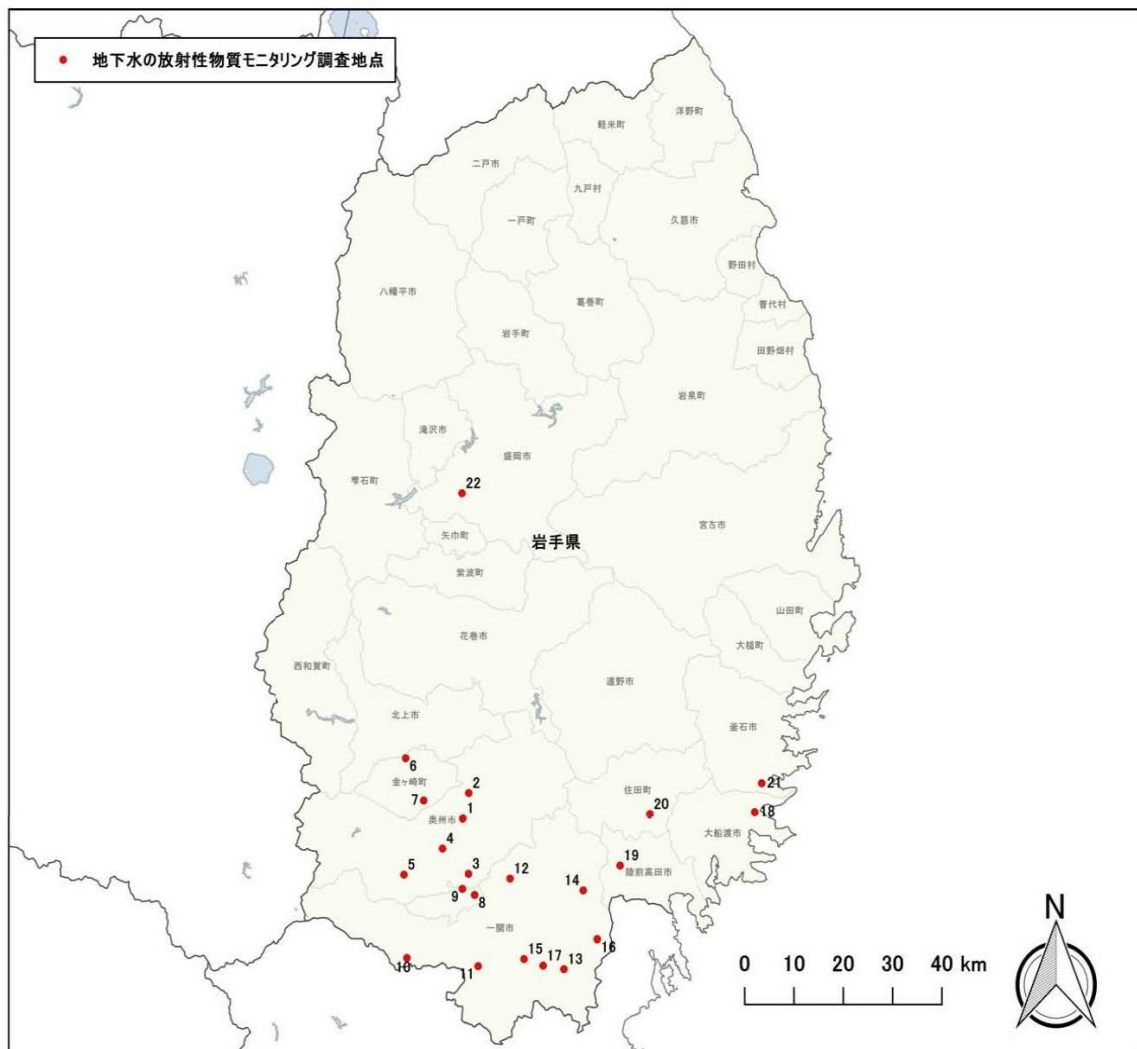 地下水の放射性物質モニタリング調査地点
洋野町
軽米町
二戸市
九戸村
一戸町
久慈市
野田村
八幡平市
葛巻町
普代村
岩手町
田野畑村
岩泉町
滝沢市
盛岡市
雫石町
22
宮古市
矢巾町
岩手県
紫波町
山田町
花巻市
大槌町
西和賀町
遠野市
北上市
釜石市
6
金ヶ崎町
2
住田町
21
7
1
奥州市
20
18
大船渡市
4
19
5
3
12
陸前高田市
14
9
8
一関市
16
15
10
11
17
13
N
0 10 20 30 40 km